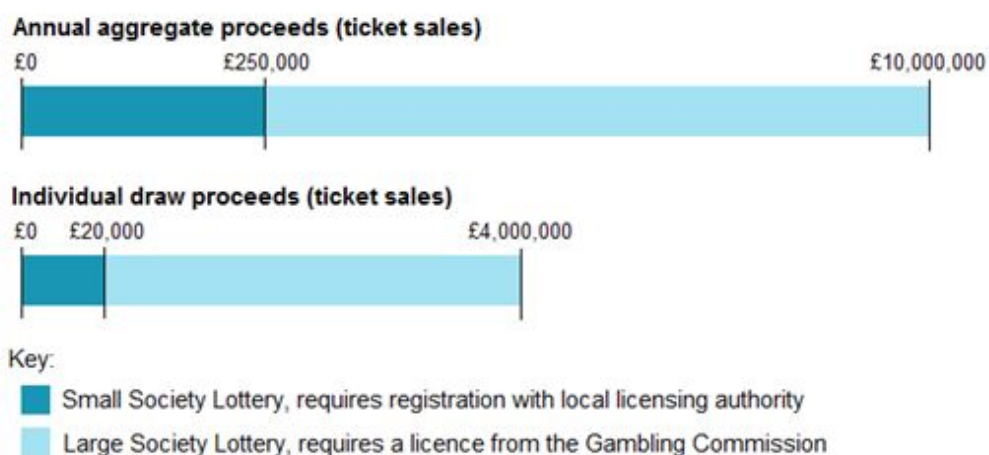 Annual aggregate proceeds (ticket sales)
£0 £250,000 £10,000,000
Individual draw proceeds (ticket sales)
£0 £20,000 £4,000,000
Key:
Small Society Lottery, requires registration with local licensing authority
Large Society Lottery, requires a licence from the Gambling Commission